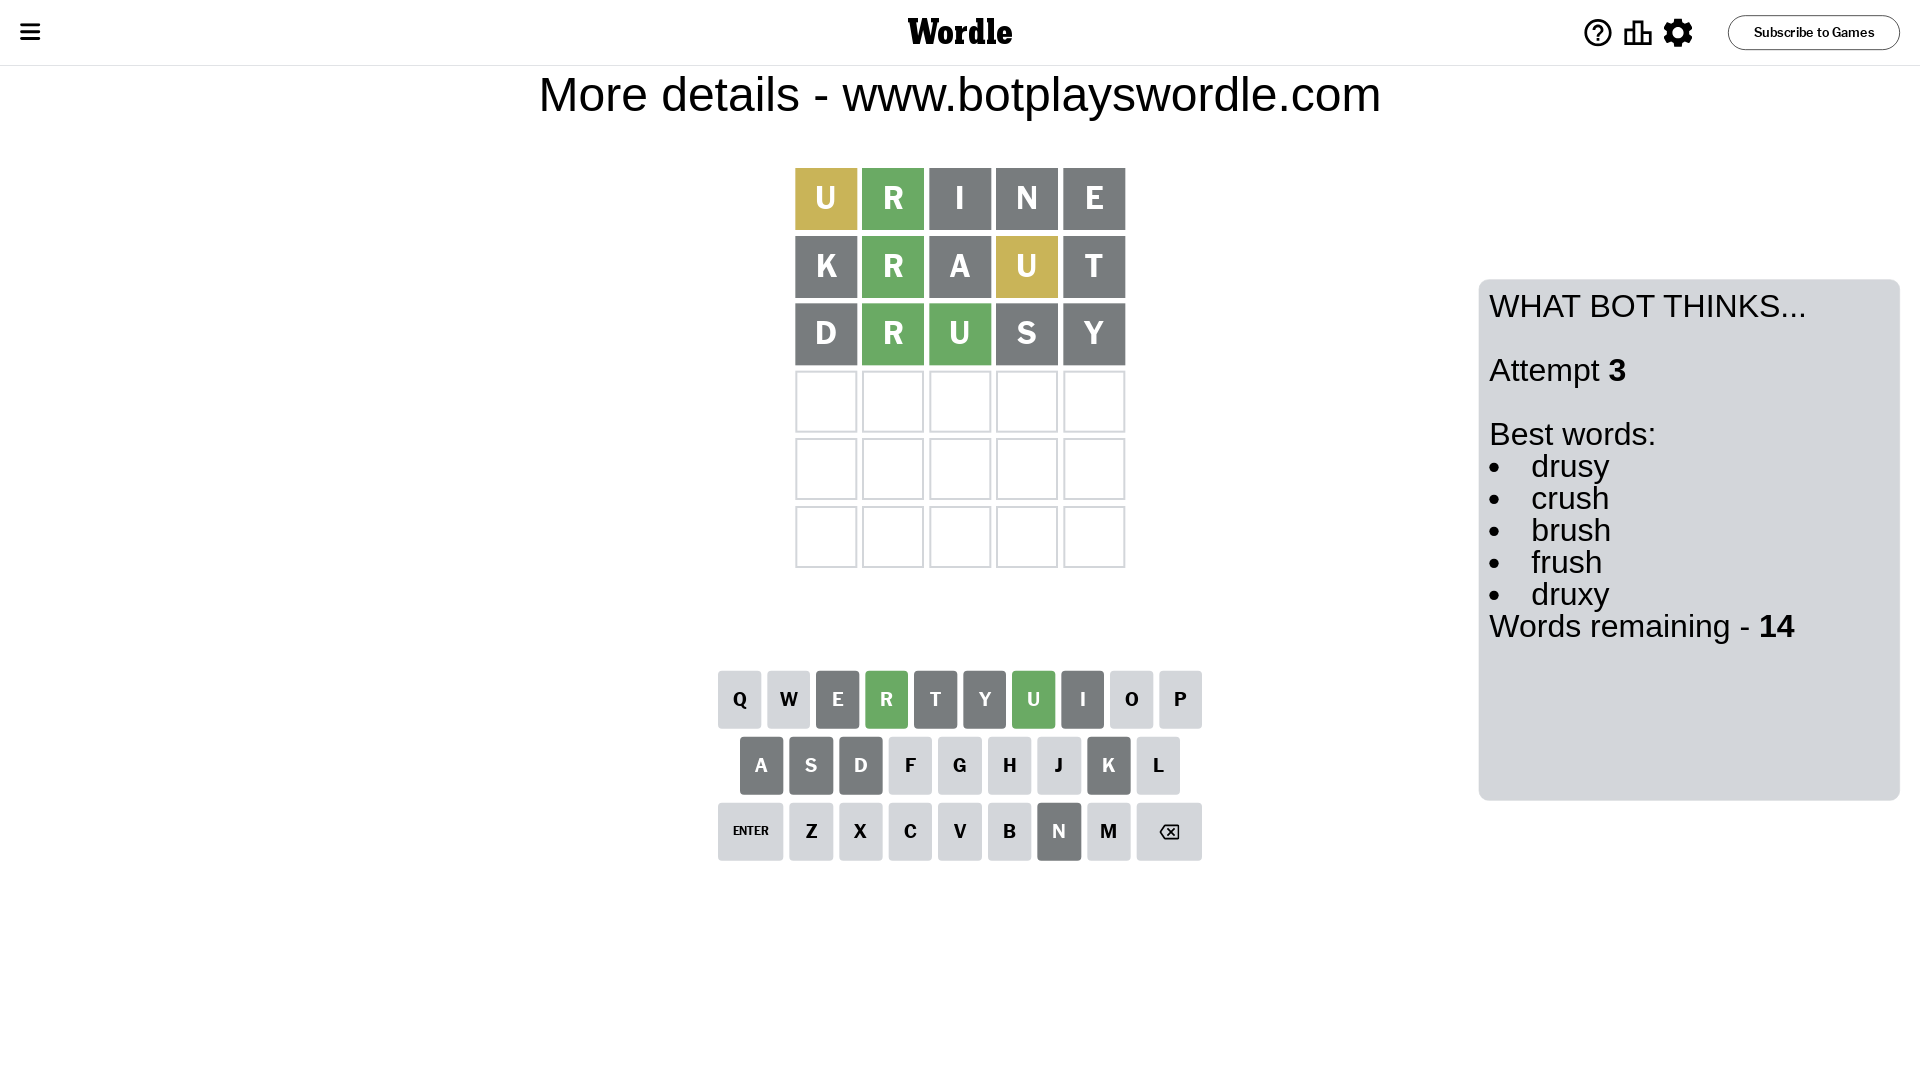 Wordle
Subscribe to Games
More details - www.botplayswordle.com
U R I N E
K R A U T
D R U S Y
WHAT BOT THINKS...
Attempt 3
Best words:
• drusy
• crush
• brush
• frush
• druxy
Words remaining - 14
Q W E R T Y U I O P
A S D F G H J K L
ENTER Z X C V B N M